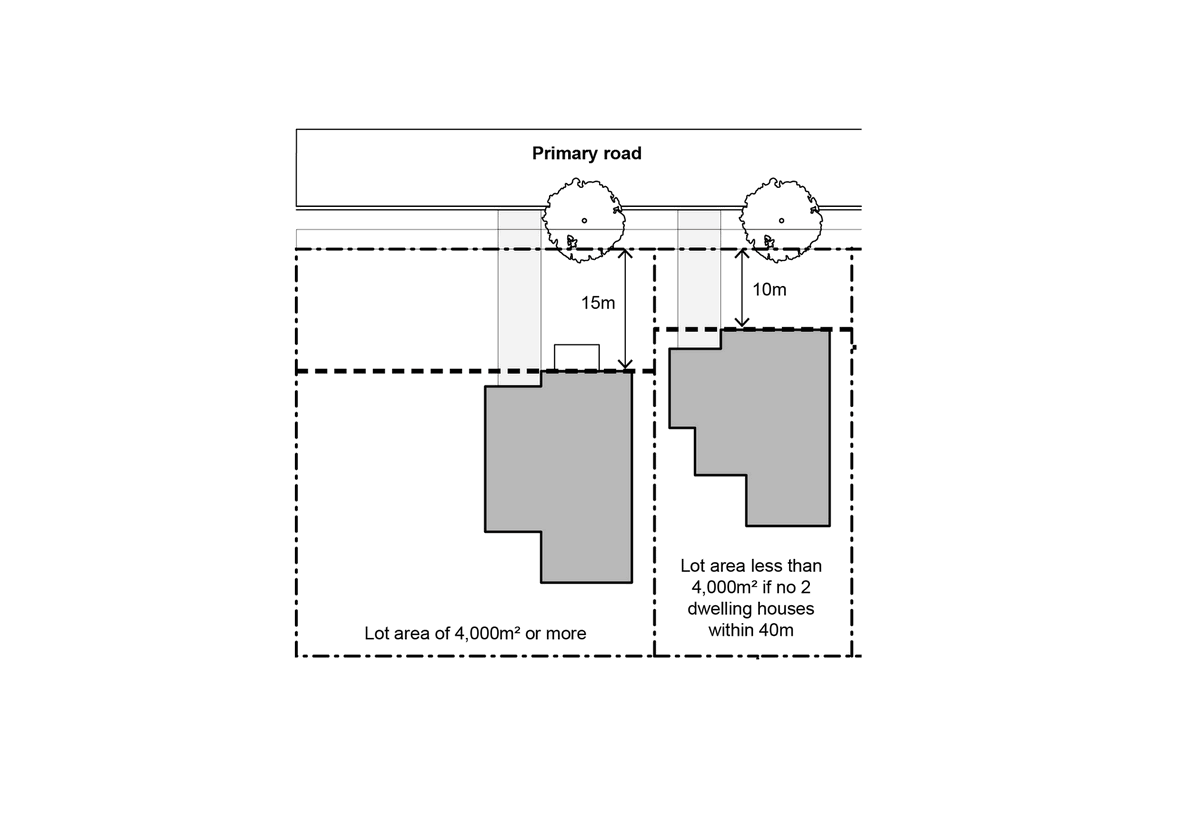 Primary road
15m
10m
Lot area less than
4,000m² if no 2
dwelling houses
within 40m
Lot area of 4,000m² or more